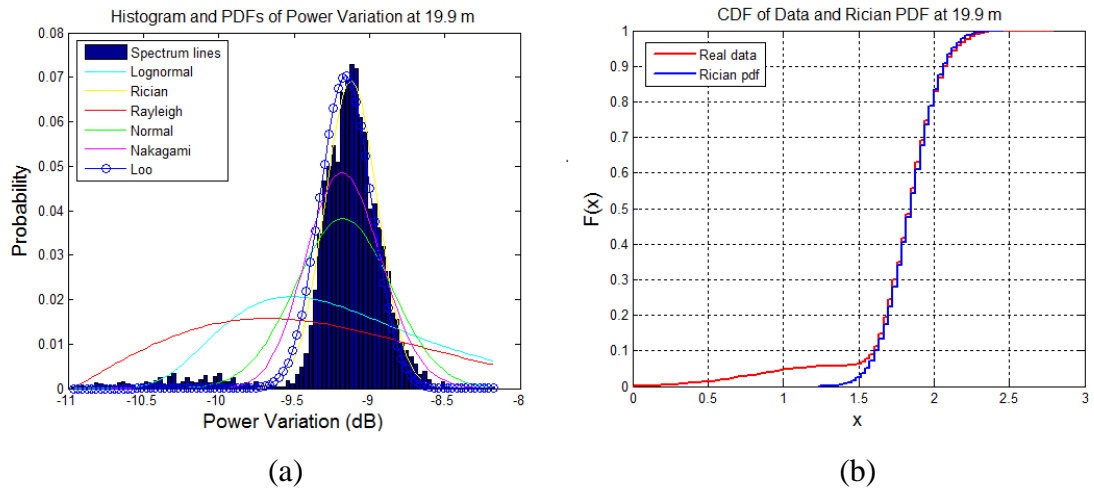 Histogram and PDFs of Power Variation at 19.9 m
0.08
0.07
0.06
0.05
0.04
0.03
0.02
0.01
0
Probability
Spectrum lines
Lognormal
Rician
Rayleigh
Normal
Nakagami
Loo
-11
-10.5
-10
-9.5
-9
-8.5
-8
Power Variation (dB)
(a)
CDF of Data and Rician PDF at 19.9 m
1
0.9
0.8
0.7
0.6
0.5
0.4
0.3
0.2
0.1
0
F(x)
Real data
Rician pdf
0
0.5
1
1.5
2
2.5
3
x
(b)